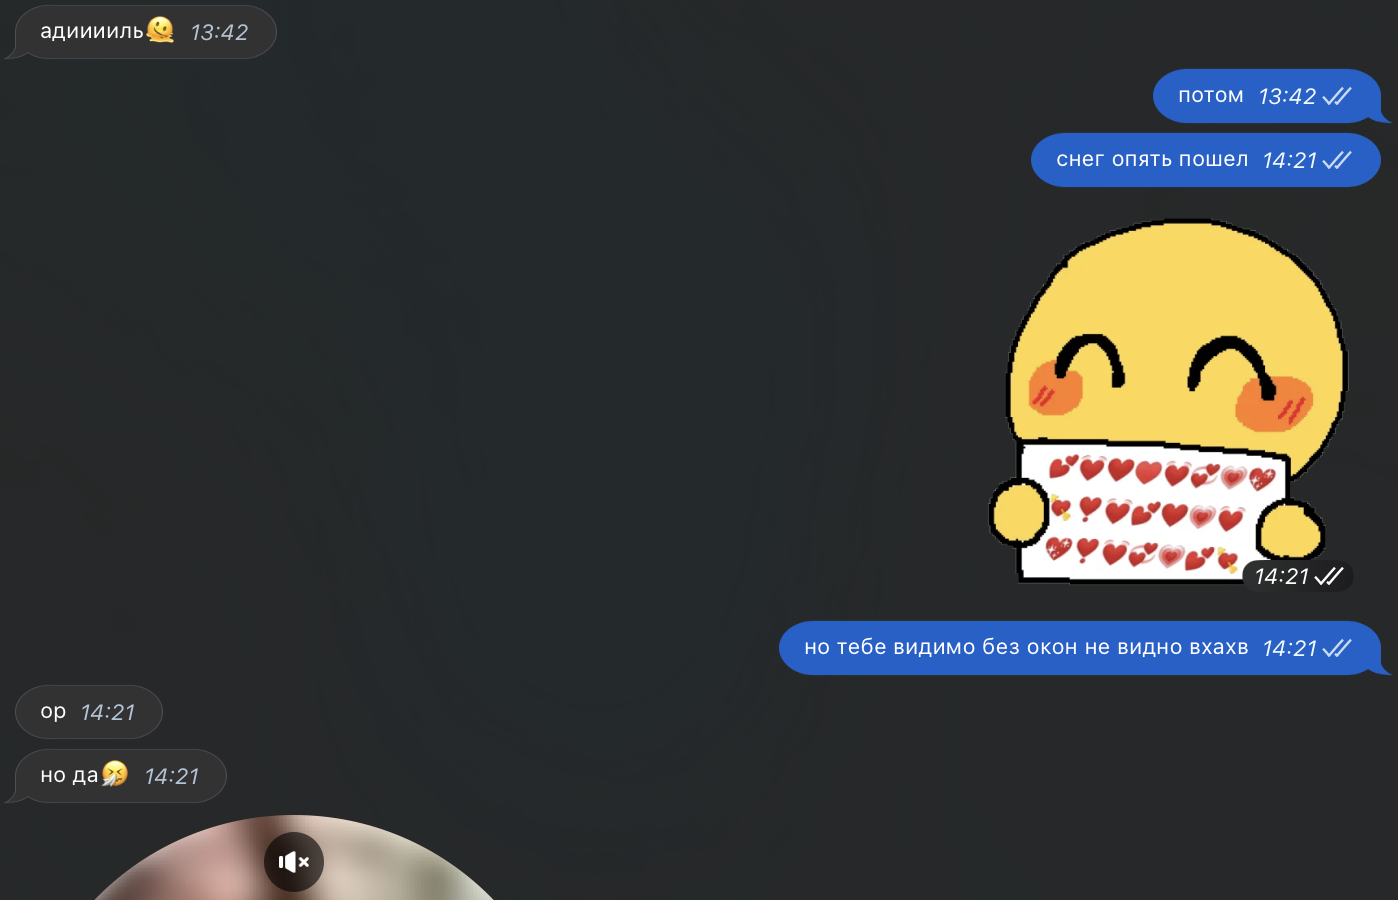 адииииль🫠 13:42
потом 13:42
снег опять пошел 14:21
14:21
но тебе видимо без окон не видно вхахв 14:21
ор 14:21
но да🤧 14:21